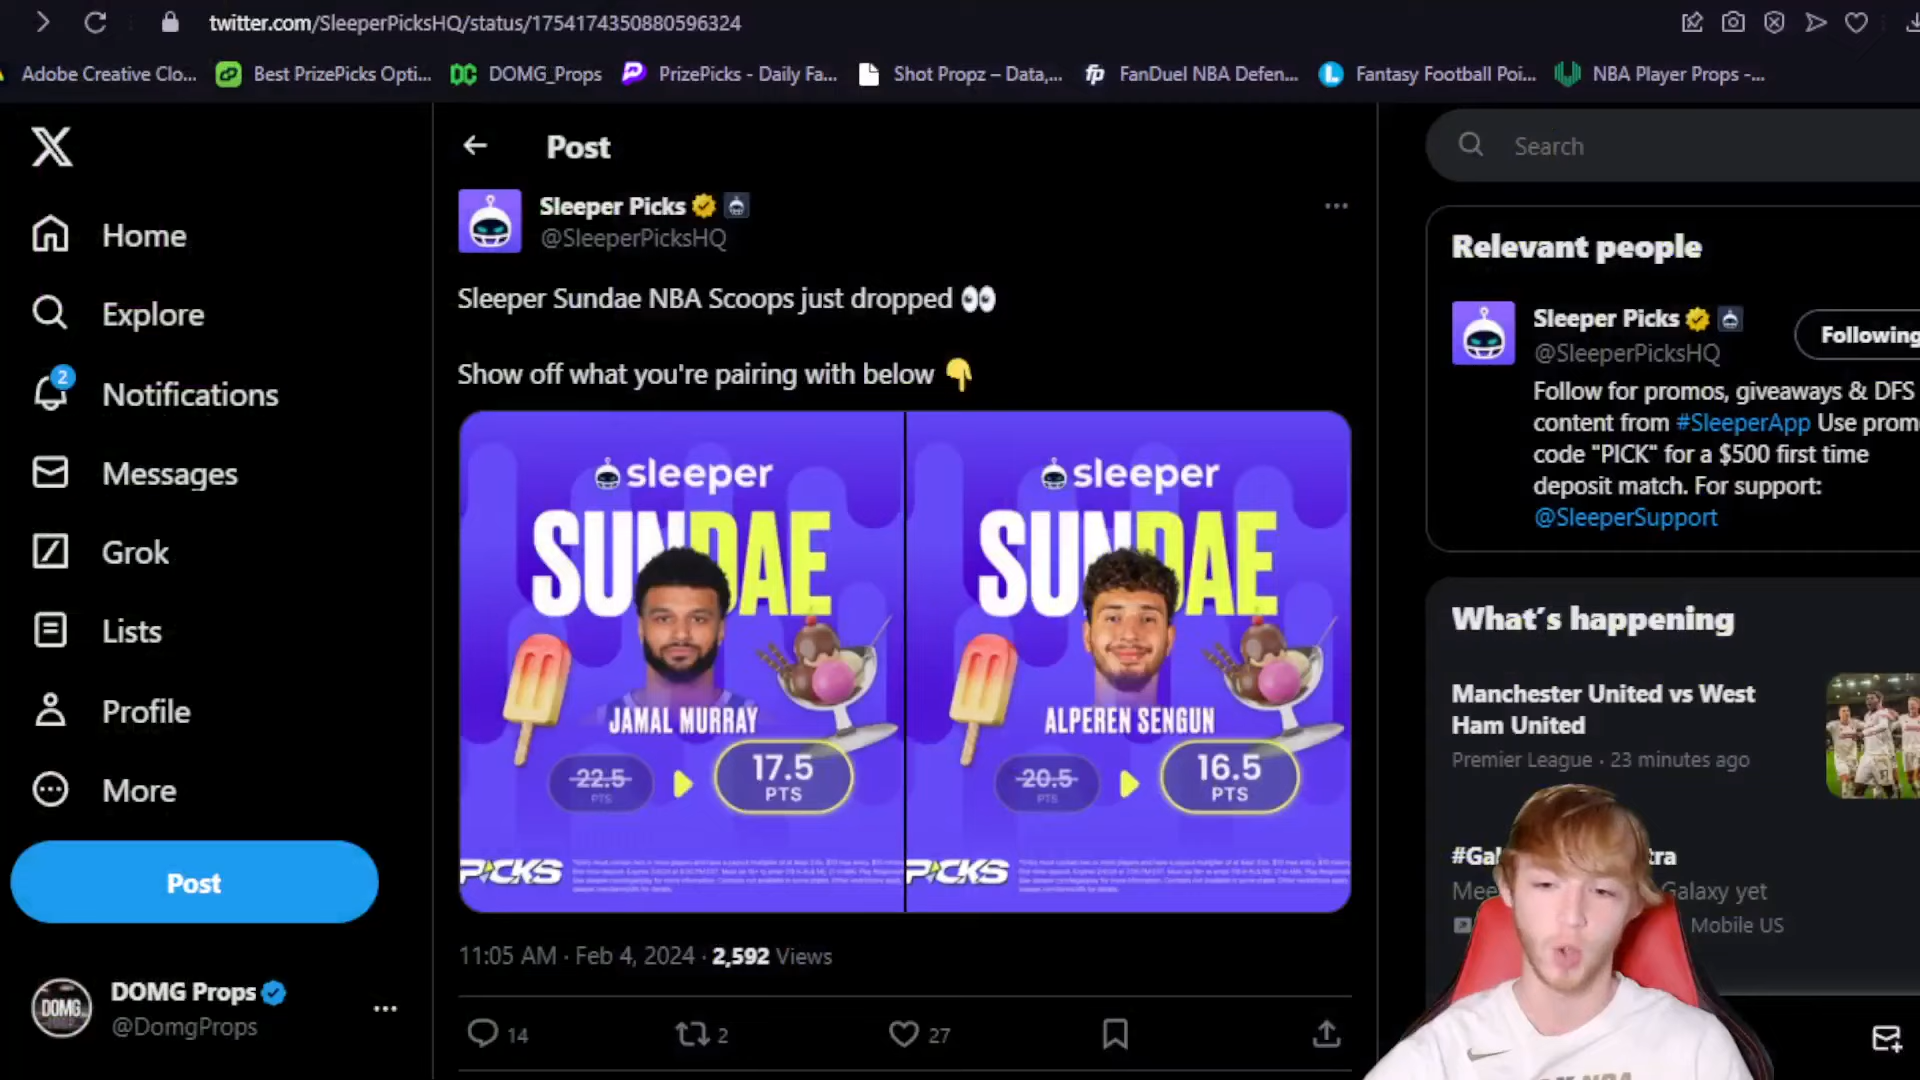 twitter.com/SleeperPicksHQ/status/1754174350880596324
Adobe Creative Clo... Best PrizePicks Opti... DC DOMG_Props PrizePicks - Daily Fa... Shot Propz – Data,... fp FanDuel NBA Defen... L Fantasy Football Poi... NBA Player Props -...
X
Home
Explore
2
Notifications
Messages
Grok
Lists
Profile
More
Post
DOMG
DOMG Props
@DomgProps
Post
Sleeper Picks
@SleeperPicksHQ
Sleeper Sundae NBA Scoops just dropped 👀
Show off what you're pairing with below 👇
sleeper
SUNDAE
JAMAL MURRAY
22.5
PTS
17.5
PTS
PICKS
sleeper
SUNDAE
ALPEREN SENGUN
20.5
PTS
16.5
PTS
PICKS
11:05 AM · Feb 4, 2024 · 2,592 Views
14 2 27
Search
Relevant people
Sleeper Picks
@SleeperPicksHQ
Following
Follow for promos, giveaways & DFS
content from #SleeperApp Use prom
code "PICK" for a $500 first time
deposit match. For support:
@SleeperSupport
What's happening
Manchester United vs West
Ham United
Premier League · 23 minutes ago
#Gal tra
Mee Galaxy yet
Mobile US